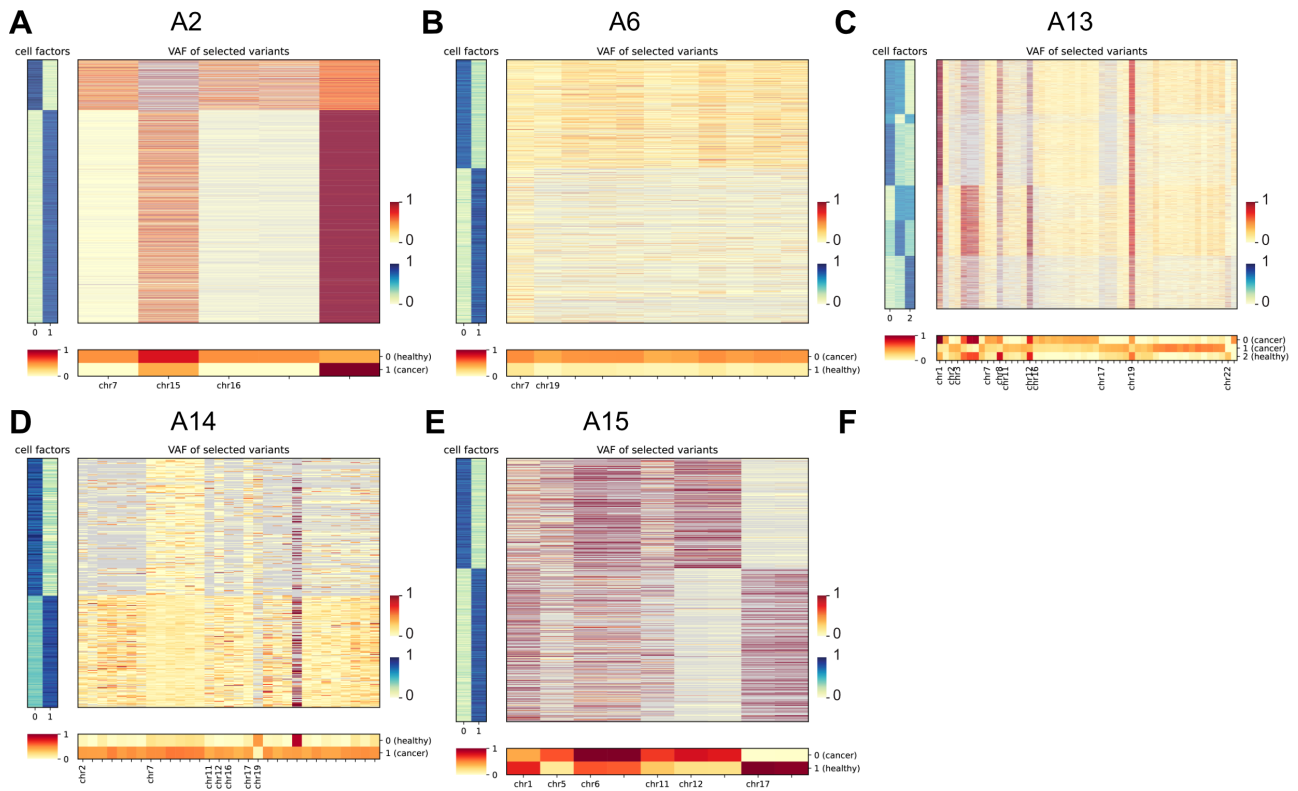 A
A2
cell factors
VAF of selected variants
1
0
1
0
0 1
1
0
0 (healthy)
1 (cancer)
chr7 chr15 chr16
B
A6
cell factors
VAF of selected variants
1
0
1
0
0 1
1
0
0 (cancer)
1 (healthy)
chr7 chr19
C
A13
cell factors
VAF of selected variants
1
0
1
0
0 2
1
0
0 (cancer)
1 (cancer)
2 (healthy)
chr1 chr2 chr3 chr7 chr8 chr11 chr12 chr16 chr17 chr19 chr22
D
A14
cell factors
VAF of selected variants
1
0
1
0
0 1
1
0
0 (healthy)
1 (cancer)
chr2 chr7 chr11 chr12 chr16 chr17 chr19
E
A15
cell factors
VAF of selected variants
1
0
1
0
0 1
1
0
0 (cancer)
1 (healthy)
chr1 chr5 chr6 chr11 chr12 chr17
F